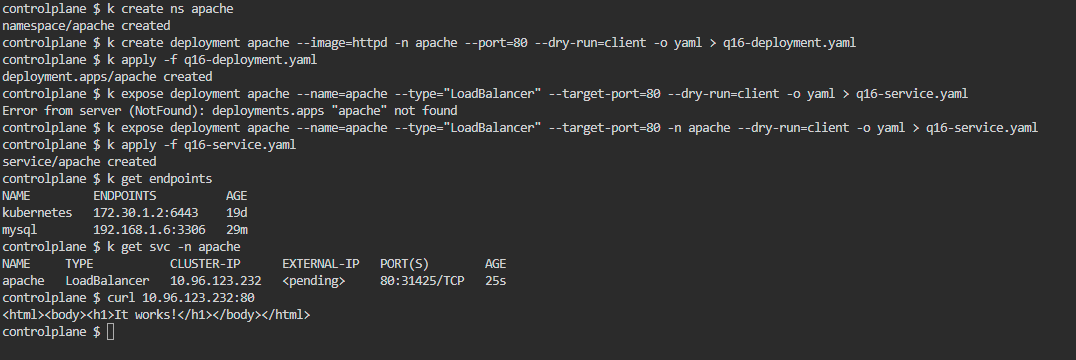 controlplane $ k create ns apache
namespace/apache created
controlplane $ k create deployment apache --image=httpd -n apache --port=80 --dry-run=client -o yaml > q16-deployment.yaml
controlplane $ k apply -f q16-deployment.yaml
deployment.apps/apache created
controlplane $ k expose deployment apache --name=apache --type="LoadBalancer" --target-port=80 --dry-run=client -o yaml > q16-service.yaml
Error from server (NotFound): deployments.apps "apache" not found
controlplane $ k expose deployment apache --name=apache --type="LoadBalancer" --target-port=80 -n apache --dry-run=client -o yaml > q16-service.yaml
controlplane $ k apply -f q16-service.yaml
service/apache created
controlplane $ k get endpoints
NAME         ENDPOINTS          AGE
kubernetes   172.30.1.2:6443    19d
mysql        192.168.1.6:3306   29m
controlplane $ k get svc -n apache
NAME     TYPE           CLUSTER-IP      EXTERNAL-IP   PORT(S)        AGE
apache   LoadBalancer   10.96.123.232   <pending>     80:31425/TCP   25s
controlplane $ curl 10.96.123.232:80
<html><body><h1>It works!</h1></body></html>
controlplane $